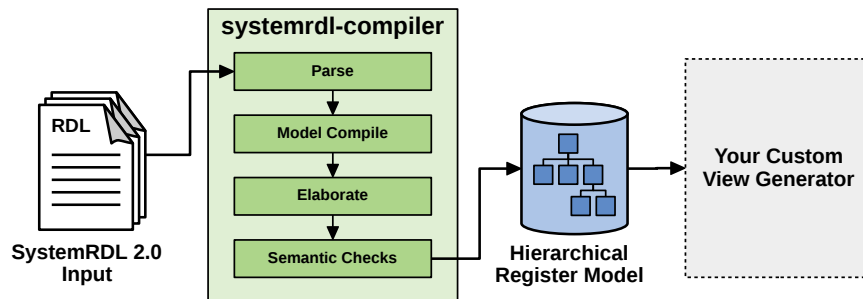 systemrdl-compiler
Parse
Model Compile
Elaborate
Semantic Checks
RDL
SystemRDL 2.0
Input
Hierarchical
Register Model
Your Custom
View Generator